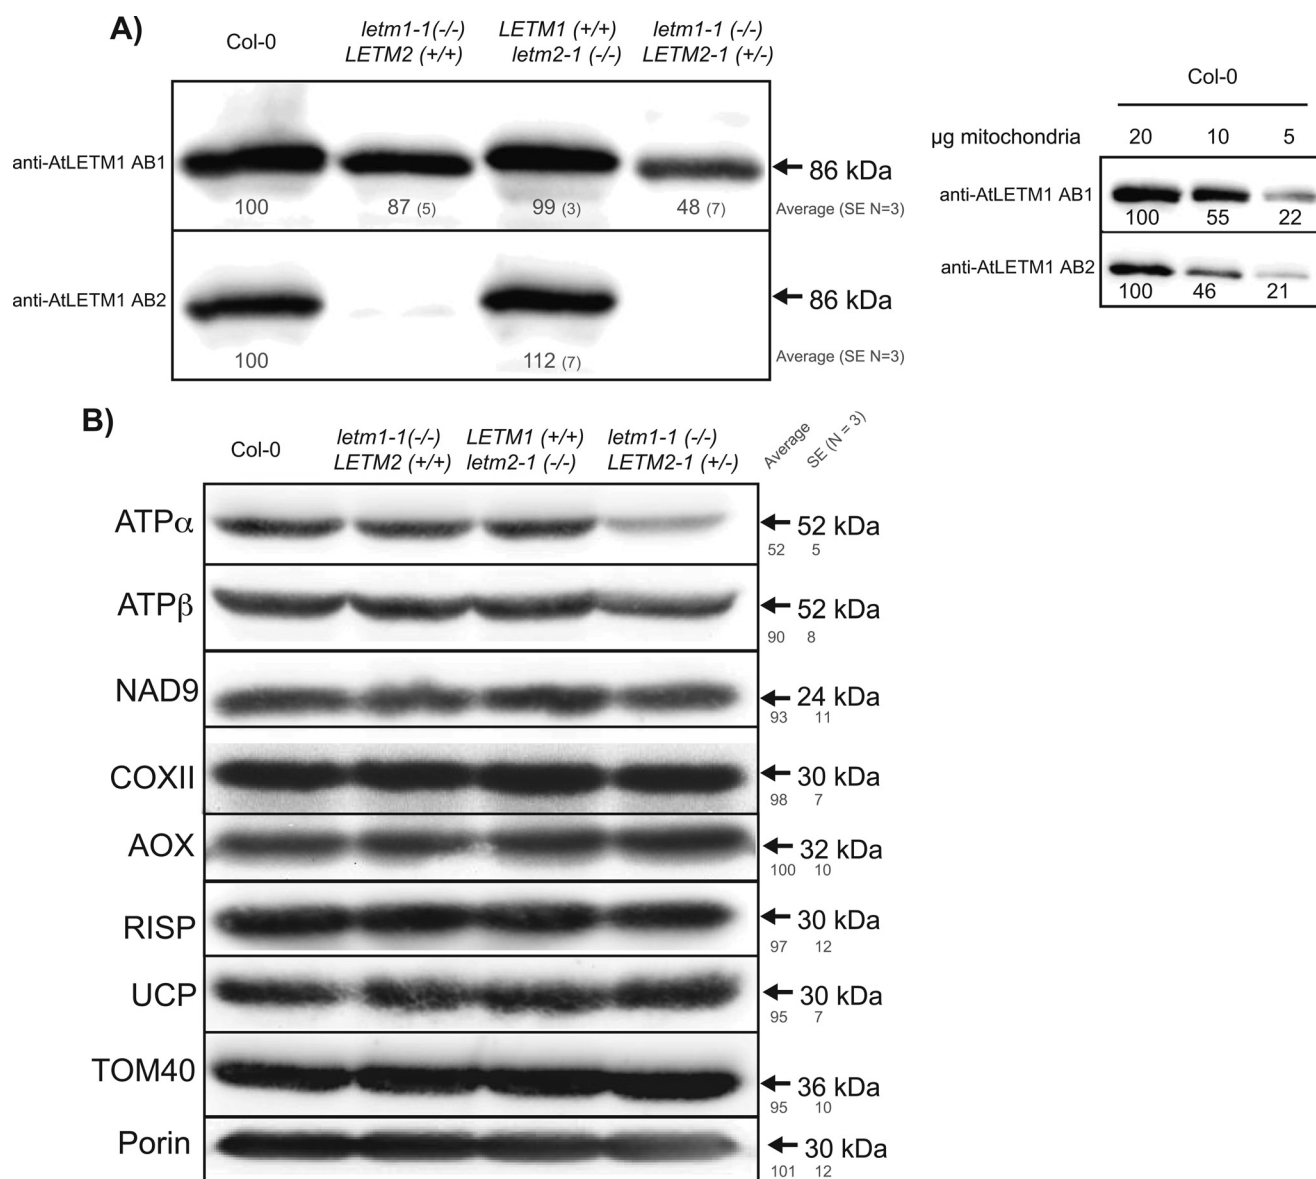 A)
Col-0
letm1-1(-/-)
LETM2 (+/+)
LETM1 (+/+)
letm2-1 (-/-)
letm1-1 (-/-)
LETM2-1 (+/-)
anti-AtLETM1 AB1
86 kDa
100
87 (5)
99 (3)
48 (7)
Average (SE N=3)
anti-AtLETM1 AB2
86 kDa
100
112 (7)
Average (SE N=3)
Col-0
µg mitochondria
20
10
5
anti-AtLETM1 AB1
100
55
22
anti-AtLETM1 AB2
100
46
21
B)
Col-0
letm1-1(-/-)
LETM2 (+/+)
LETM1 (+/+)
letm2-1 (-/-)
letm1-1 (-/-)
LETM2-1 (+/-)
Average
SE (N = 3)
ATPα
52 kDa
52 5
ATPβ
52 kDa
90 8
NAD9
24 kDa
93 11
COXII
30 kDa
98 7
AOX
32 kDa
100 10
RISP
30 kDa
97 12
UCP
30 kDa
95 7
TOM40
36 kDa
95 10
Porin
30 kDa
101 12